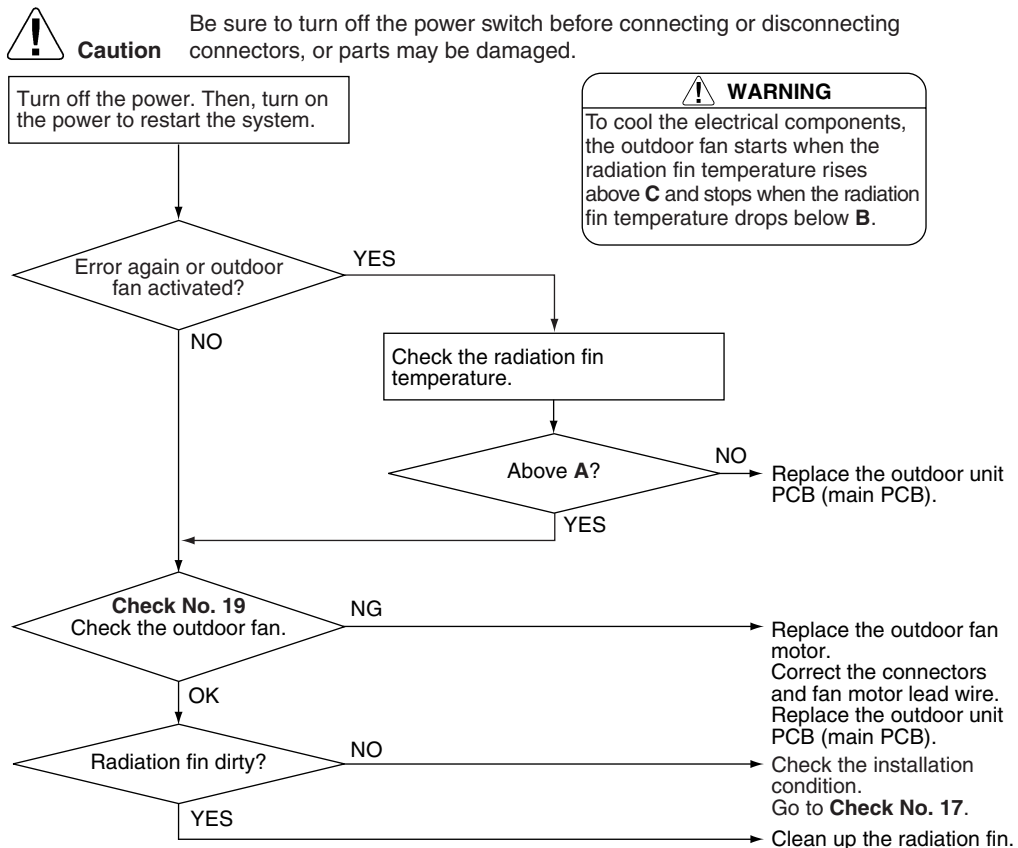 Be sure to turn off the power switch before connecting or disconnecting
Caution connectors, or parts may be damaged.
Turn off the power. Then, turn on
the power to restart the system.
WARNING
To cool the electrical components,
the outdoor fan starts when the
radiation fin temperature rises
above C and stops when the radiation
fin temperature drops below B.
Error again or outdoor
fan activated?
YES
NO
Check the radiation fin
temperature.
Above A?
NO
Replace the outdoor unit
PCB (main PCB).
YES
Check No. 19
Check the outdoor fan.
NG
Replace the outdoor fan
motor.
Correct the connectors
and fan motor lead wire.
Replace the outdoor unit
PCB (main PCB).
OK
Radiation fin dirty?
NO
Check the installation
condition.
Go to Check No. 17.
YES
Clean up the radiation fin.